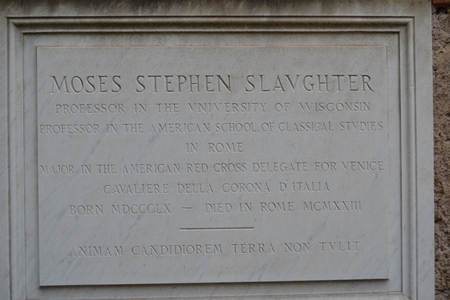 MOSES STEPHEN SLAVGHTER
PROFESSOR IN THE VNIVERSITY OF WISCONSIN
PROFESSOR IN THE AMERICAN SCHOOL OF CLASSICAL STUDIES
IN ROME
MAJOR IN THE AMERICAN RED CROSS DELEGATE FOR VENICE
CAVALIERE DELLA CORONA D'ITALIA
BORN MDCCCLX — DIED IN ROME MCMXXIII
ANIMAM CANDIDIOREM TERRA NON TVLIT